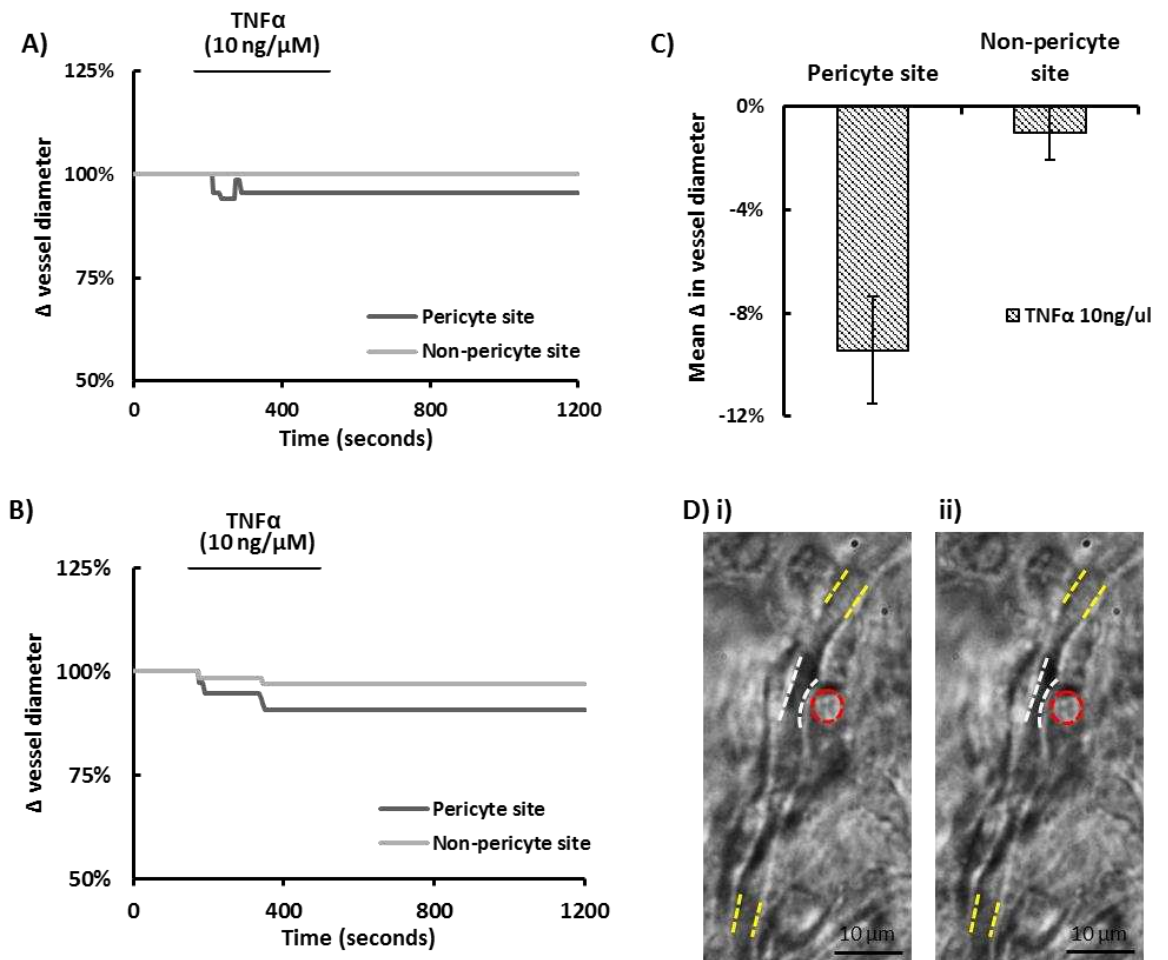 A)
TNFα
(10 ng/μM)
125%
100%
75%
50%
Δ vessel diameter
Pericyte site
Non-pericyte site
0
400
800
1200
Time (seconds)
B)
TNFα
(10 ng/μM)
125%
100%
75%
50%
Δ vessel diameter
Pericyte site
Non-pericyte site
0
400
800
1200
Time (seconds)
C)
Pericyte site
Non-pericyte
site
0%
-4%
-8%
-12%
Mean Δ in vessel diameter
TNFα 10ng/ul
D) i)
ii)
10 μm
10 μm